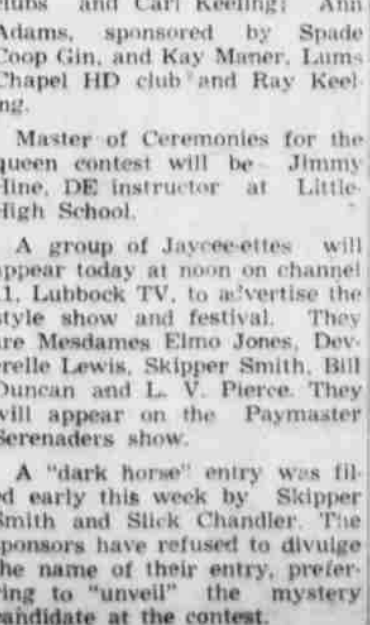 clubs and Carl Keeling; Ann
Adams, sponsored by Spade
Coop Gin, and Kay Maner, Lums
Chapel HD club and Ray Keel-
ng.
Master of Ceremonies for the
queen contest will be Jimmy
Hine, DE instructor at Little-
High School.
A group of Jaycee-ettes will
appear today at noon on channel
11, Lubbock TV, to advertise the
style show and festival. They
are Mesdames Elmo Jones, Dev-
erelle Lewis, Skipper Smith, Bill
Duncan and L. V. Pierce. They
will appear on the Paymaster
Serenaders show.
A "dark horse" entry was fil-
ed early this week by Skipper
Smith and Slick Chandler. The
sponsors have refused to divulge
the name of their entry, prefer-
ring to "unveil" the mystery
candidate at the contest.